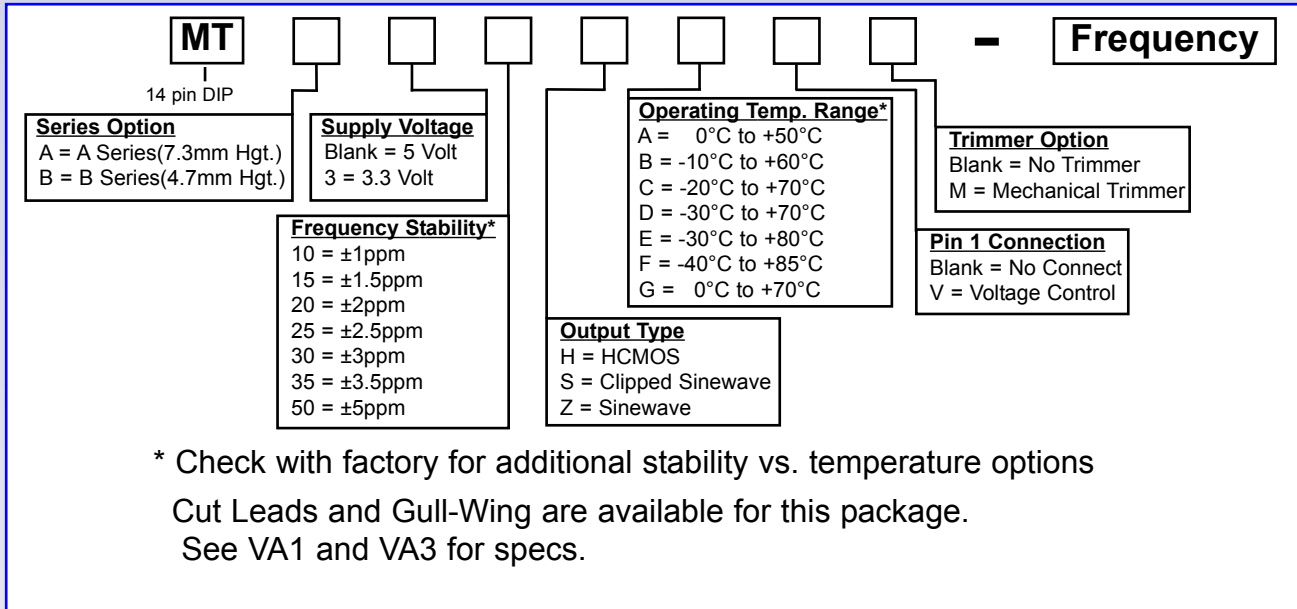 MT - Frequency
14 pin DIP
Series Option
A = A Series(7.3mm Hgt.)
B = B Series(4.7mm Hgt.)
Supply Voltage
Blank = 5 Volt
3 = 3.3 Volt
Frequency Stability*
10 = ±1ppm
15 = ±1.5ppm
20 = ±2ppm
25 = ±2.5ppm
30 = ±3ppm
35 = ±3.5ppm
50 = ±5ppm
Output Type
H = HCMOS
S = Clipped Sinewave
Z = Sinewave
Operating Temp. Range*
A = 0°C to +50°C
B = -10°C to +60°C
C = -20°C to +70°C
D = -30°C to +70°C
E = -30°C to +80°C
F = -40°C to +85°C
G = 0°C to +70°C
Trimmer Option
Blank = No Trimmer
M = Mechanical Trimmer
Pin 1 Connection
Blank = No Connect
V = Voltage Control
* Check with factory for additional stability vs. temperature options
Cut Leads and Gull-Wing are available for this package.
See VA1 and VA3 for specs.